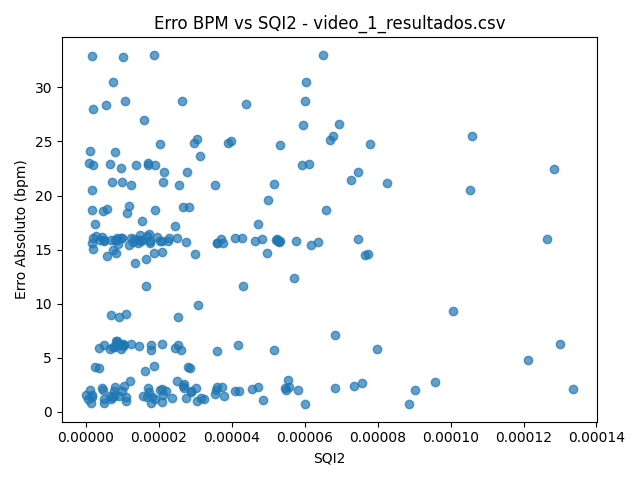 Erro BPM vs SQI2 - video_1_resultados.csv
Erro Absoluto (bpm)
30
25
20
15
10
5
0
0.00000 0.00002 0.00004 0.00006 0.00008 0.00010 0.00012 0.00014
SQI2